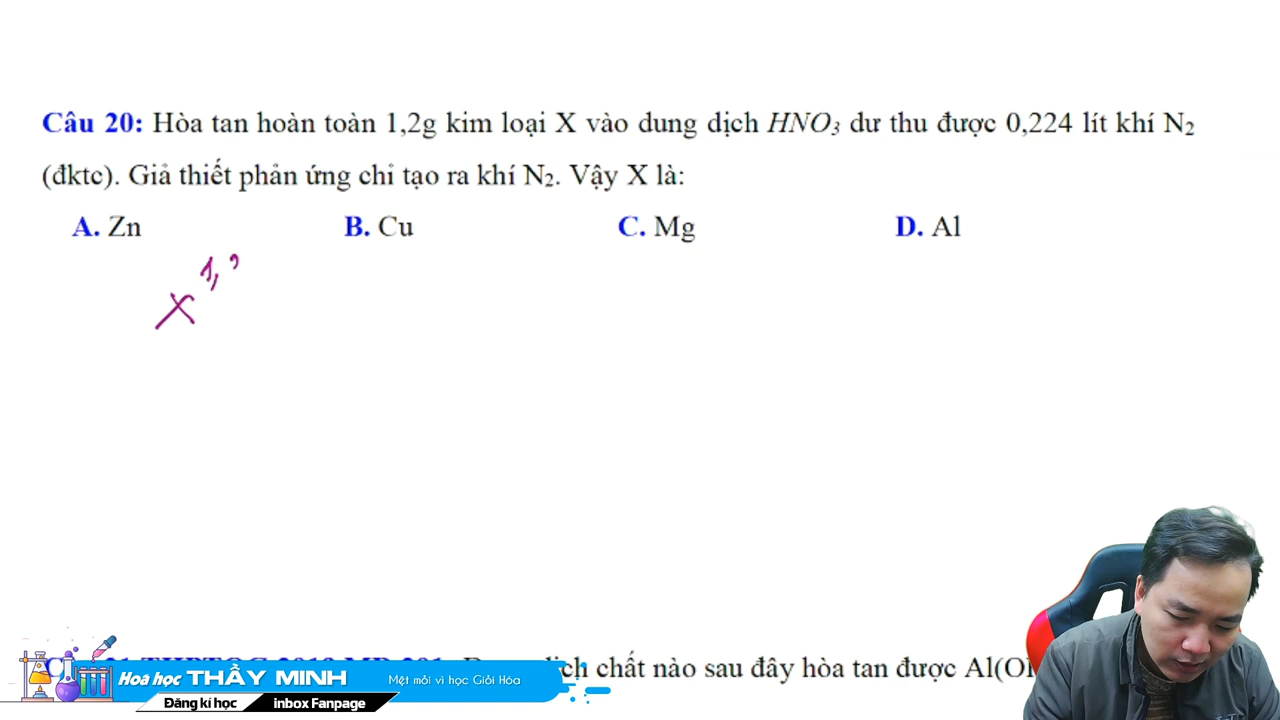 Câu 20: Hòa tan hoàn toàn 1,2g kim loại X vào dung dịch HNO₃ dư thu được 0,224 lít khí N₂
(đktc). Giả thiết phản ứng chỉ tạo ra khí N₂. Vậy X là:
A. Zn B. Cu C. Mg D. Al
X 1,
dịch chất nào sau đây hòa tan được Al(O
Hoá học THẦY MINH
Mệt mỏi vì học Giỏi Hóa
Đăng kí học inbox Fanpage